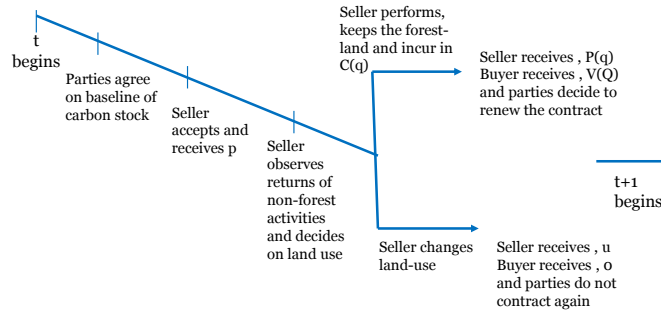 t
begins
Parties agree
on baseline of
carbon stock
Seller
accepts and
receives p
Seller
observes
returns of
non-forest
activities
and decides
on land use
Seller performs,
keeps the forest-
land and incur in
C(q)
Seller receives , P(q)
Buyer receives , V(Q)
and parties decide to
renew the contract
Seller changes
land-use
Seller receives , u
Buyer receives , 0
and parties do not
contract again
t+1
begins